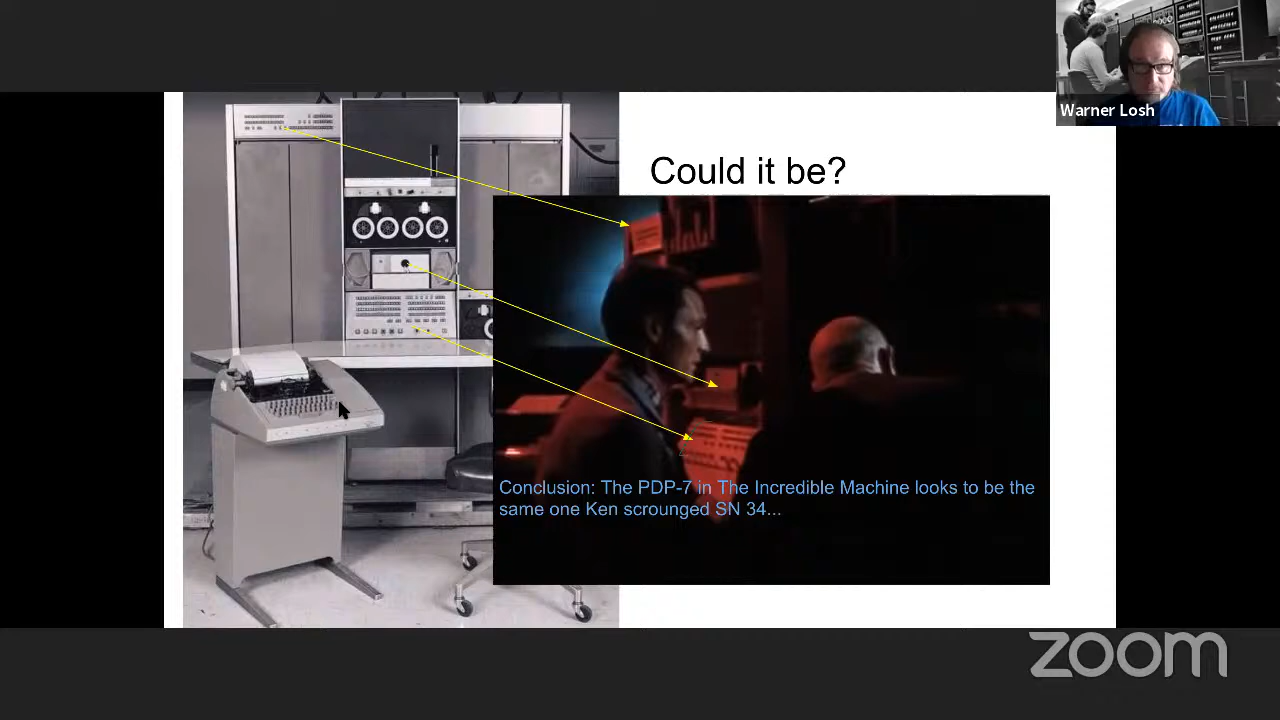 Warner Losh
Could it be?
Conclusion: The PDP-7 in The Incredible Machine looks to be the
same one Ken scrounged SN 34...
zoom